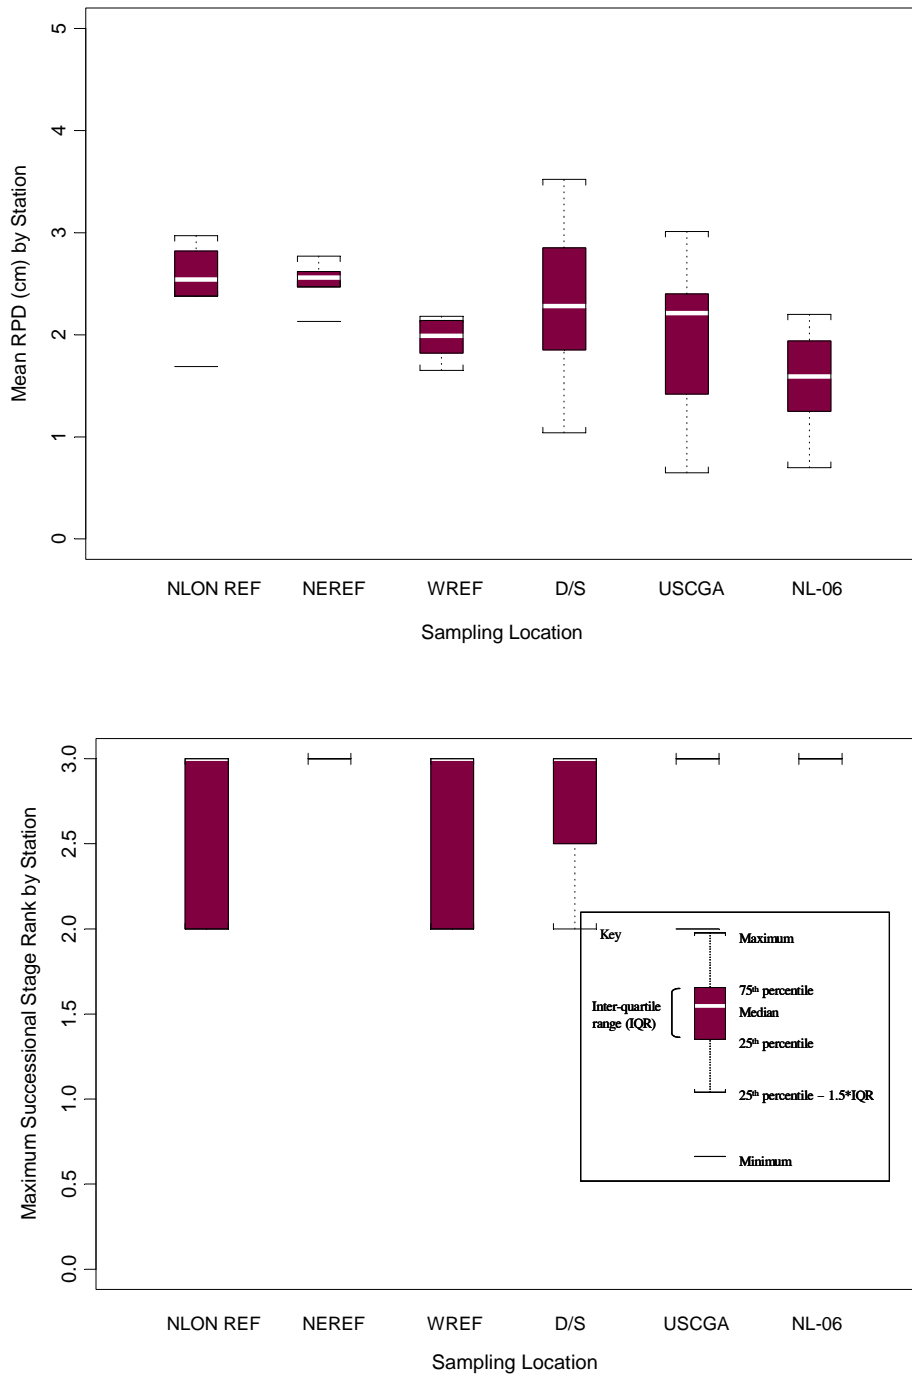 5
4
3
2
1
0
Mean RPD (cm) by Station
NLON REF NEREF WREF D/S USCGA NL-06
Sampling Location
3.0
2.5
2.0
1.5
1.0
0.5
0.0
Maximum Successional Stage Rank by Station
Key
Maximum
75th percentile
Inter-quartile
range (IQR)
Median
25th percentile
25th percentile – 1.5*IQR
Minimum
NLON REF NEREF WREF D/S USCGA NL-06
Sampling Location